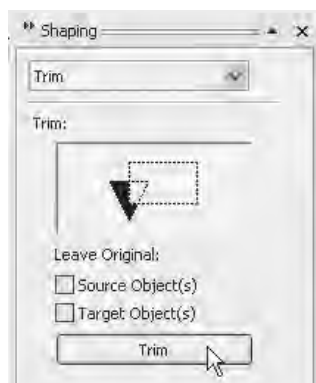 Shaping
Trim
Trim:
Leave Original:
Source Object(s)
Target Object(s)
Trim